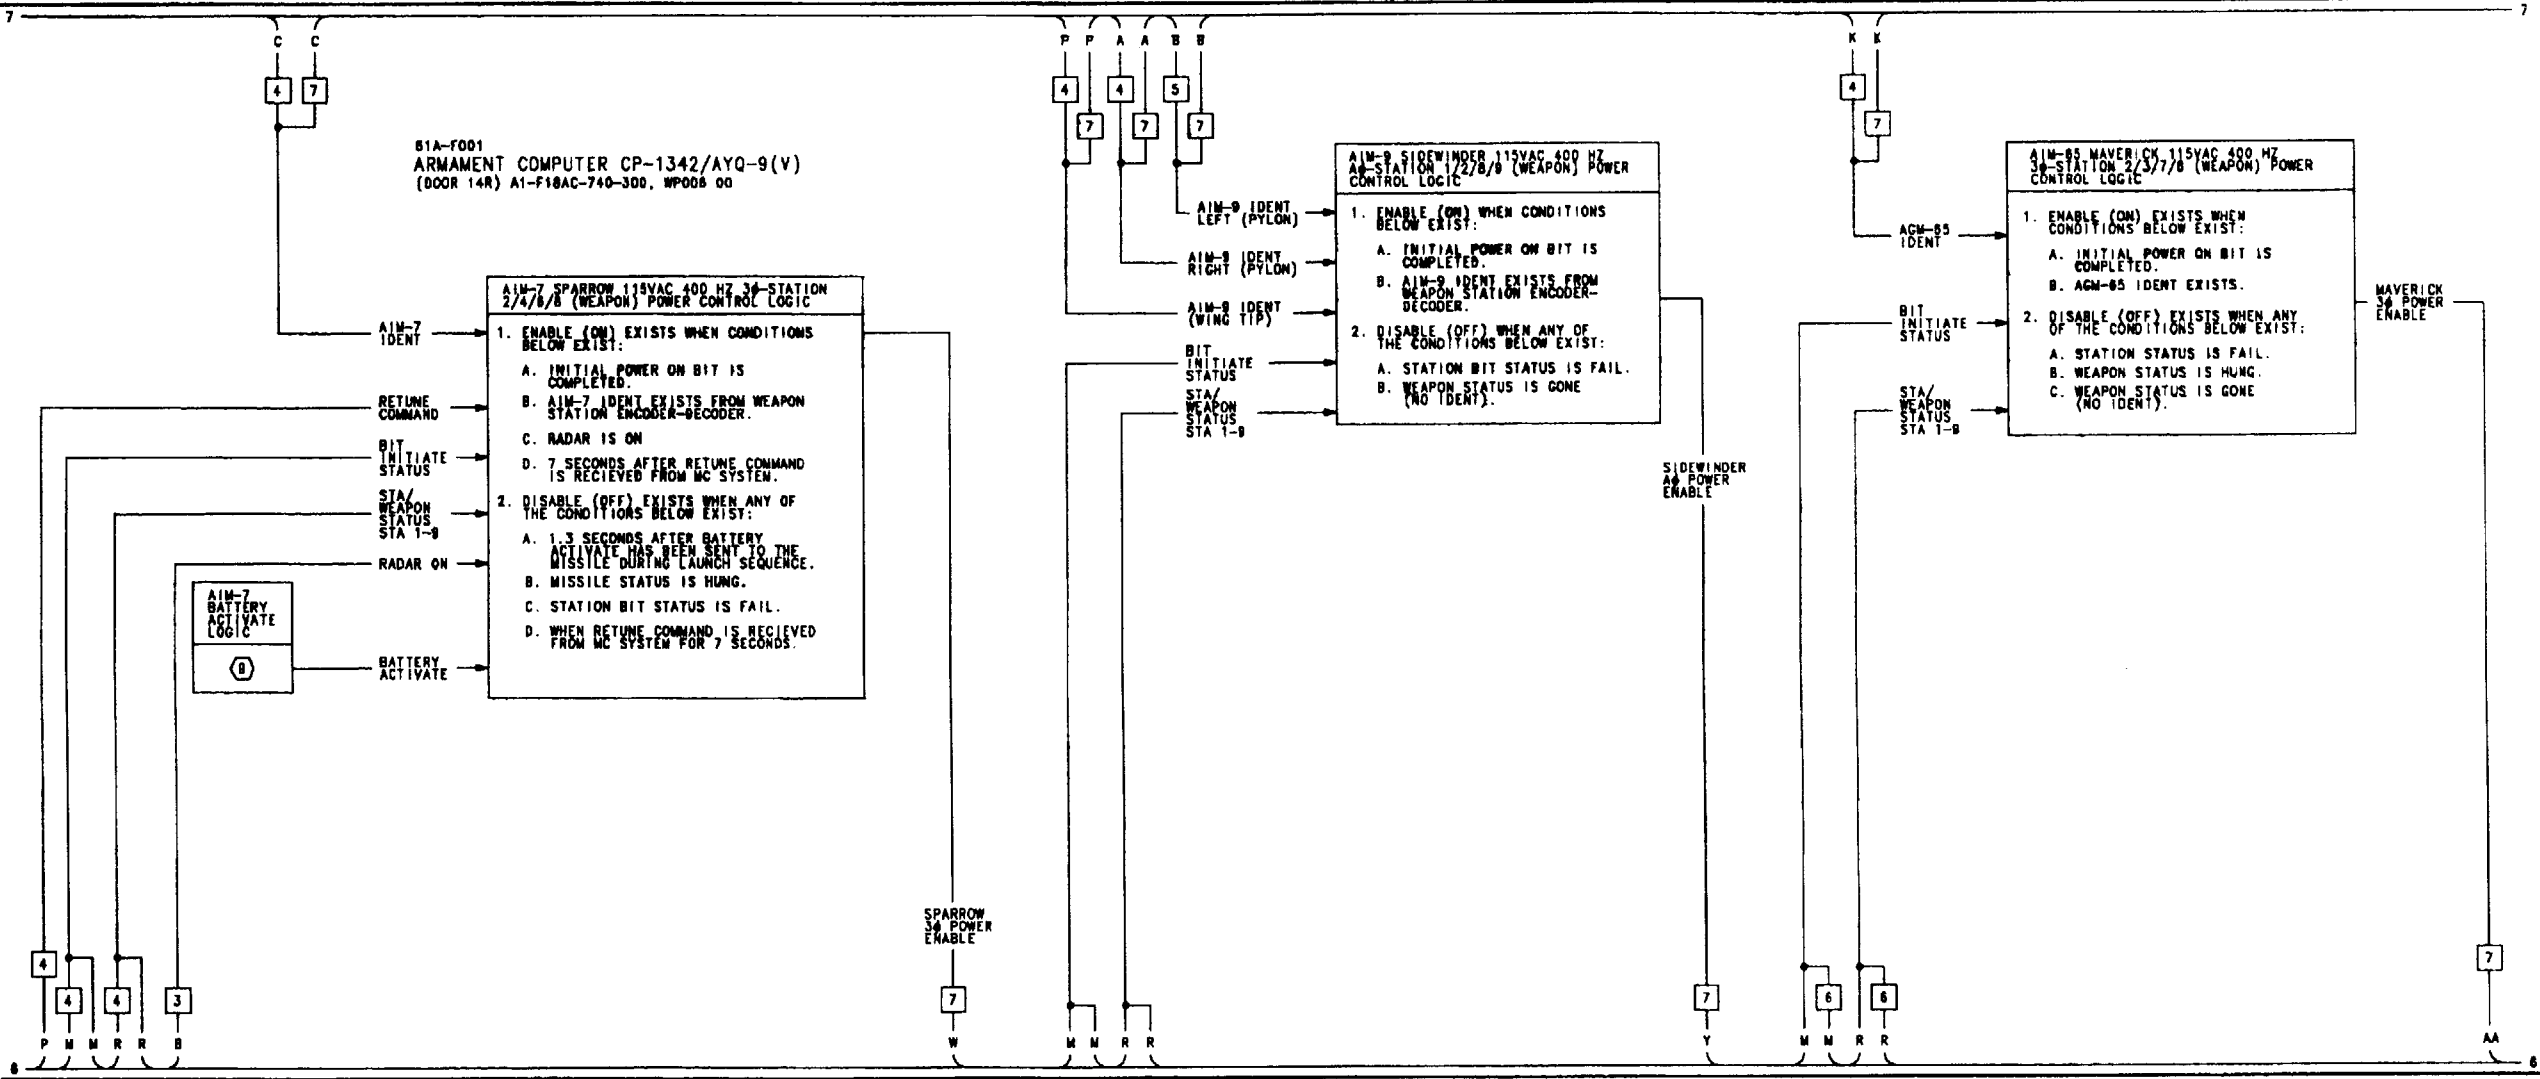 7
7
C
C
P
P
A
A
B
B
K
K
4
7
4
7
4
7
5
7
4
7
61A-F001
ARMAMENT COMPUTER CP-1342/AYQ-9(V)
(DOOR 14R) A1-F18AC-740-300, WP006 00
AIM-7
IDENT
RETUNE
COMMAND
BIT
INITIATE
STATUS
STA/
WEAPON
STATUS
STA 1-9
RADAR ON
AIM-7
BATTERY
ACTIVATE
LOGIC
9
BATTERY
ACTIVATE
AIM-7 SPARROW 115VAC 400 HZ 3ϕ-STATION
2/4/6/8 (WEAPON) POWER CONTROL LOGIC
1. ENABLE (ON) EXISTS WHEN CONDITIONS
BELOW EXIST:
A. INITIAL POWER ON BIT IS
COMPLETED.
B. AIM-7 IDENT EXISTS FROM WEAPON
STATION ENCODER-DECODER.
C. RADAR IS ON
D. 7 SECONDS AFTER RETUNE COMMAND
IS RECIEVED FROM MC SYSTEM.
2. DISABLE (OFF) EXISTS WHEN ANY OF
THE CONDITIONS BELOW EXIST:
A. 1.3 SECONDS AFTER BATTERY
ACTIVATE HAS BEEN SENT TO THE
MISSILE DURING LAUNCH SEQUENCE.
B. MISSILE STATUS IS HUNG.
C. STATION BIT STATUS IS FAIL.
D. WHEN RETUNE COMMAND IS RECIEVED
FROM MC SYSTEM FOR 7 SECONDS.
SPARROW
3ϕ POWER
ENABLE
AIM-9 IDENT
LEFT (PYLON)
AIM-9 IDENT
RIGHT (PYLON)
AIM-9 IDENT
(WING TIP)
BIT
INITIATE
STATUS
STA/
WEAPON
STATUS
STA 1-9
AIM-9 SIDEWINDER 115VAC 400 HZ
Aϕ-STATION 1/2/8/9 (WEAPON) POWER
CONTROL LOGIC
1. ENABLE (ON) WHEN CONDITIONS
BELOW EXIST:
A. INITIAL POWER ON BIT IS
COMPLETED.
B. AIM-9 IDENT EXISTS FROM
WEAPON STATION ENCODER-
DECODER.
2. DISABLE (OFF) WHEN ANY OF
THE CONDITIONS BELOW EXIST:
A. STATION BIT STATUS IS FAIL.
B. WEAPON STATUS IS GONE
(NO IDENT).
SIDEWINDER
Aϕ POWER
ENABLE
AGM-65
IDENT
BIT
INITIATE
STATUS
STA/
WEAPON
STATUS
STA 1-9
AIM-65 MAVERICK 115VAC 400 HZ
3ϕ-STATION 2/3/7/8 (WEAPON) POWER
CONTROL LOGIC
1. ENABLE (ON) EXISTS WHEN
CONDITIONS BELOW EXIST:
A. INITIAL POWER ON BIT IS
COMPLETED.
B. AGM-65 IDENT EXISTS.
2. DISABLE (OFF) EXISTS WHEN ANY
OF THE CONDITIONS BELOW EXIST:
A. STATION STATUS IS FAIL.
B. WEAPON STATUS IS HUNG.
C. WEAPON STATUS IS GONE
(NO IDENT).
MAVERICK
3ϕ POWER
ENABLE
4
4
4
3
7
7
6
6
7
P
M
M
R
R
B
W
M
M
R
R
Y
M
M
R
R
AA
6
6